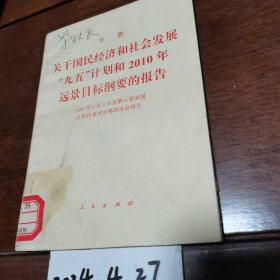 李鹏
关于国民经济和社会发展
“九五”计划和2010年
远景目标纲要的报告
1996年3月5日在第八届全国
人民代表大会第四次会议上
人民出版社
2024.4.27